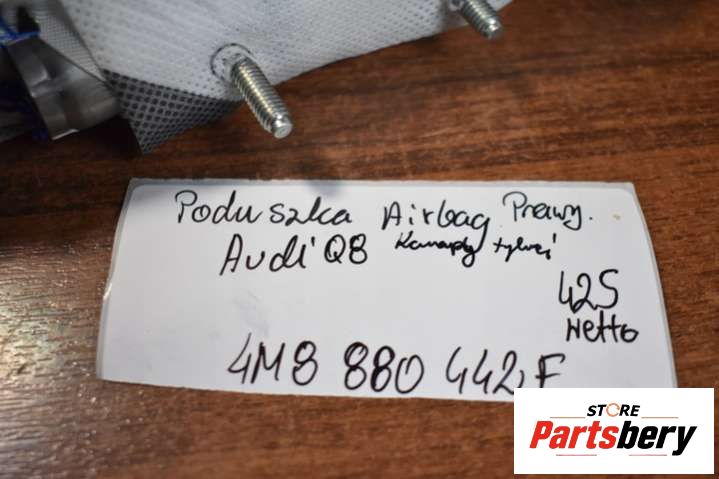 Poduszka Airbag Prawy.
Audi Q8 Kanapy tylnej
425
Netto
4M8 880 442 F
STORE
Partsbery